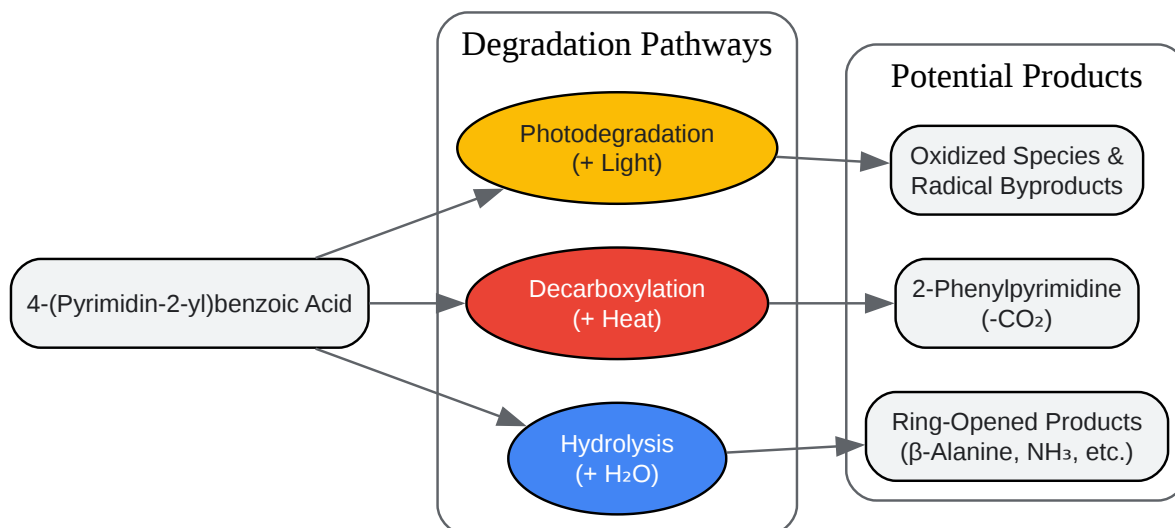 Degradation Pathways
Potential Products
Photodegradation
(+ Light)
Oxidized Species &
Radical Byproducts
4-(Pyrimidin-2-yl)benzoic Acid
Decarboxylation
(+ Heat)
2-Phenylpyrimidine
(-CO₂)
Hydrolysis
(+ H₂O)
Ring-Opened Products
(β-Alanine, NH₃, etc.)